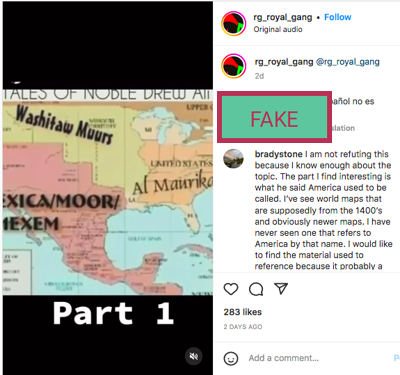 rg_royal_gang • Follow
Original audio
rg_royal_gang @rg_royal_gang
2d
añol no es
FAKE
lation
TALES OF NOBLE DREW
Washitaw Muurs
UPPER
UNITED STATES
Al Maurika
EXICA/MOOR/
HEXEM
Part 1
bradystone I am not refuting this
because I know enough about the
topic. The part I find interesting is
what he said America used to be
called. I've see world maps that
are supposedly from the 1400's
and obviously newer maps. I have
never seen one that refers to
America by that name. I would like
to find the material used to
reference because it probably a
283 likes
2 DAYS AGO
Add a comment...
P